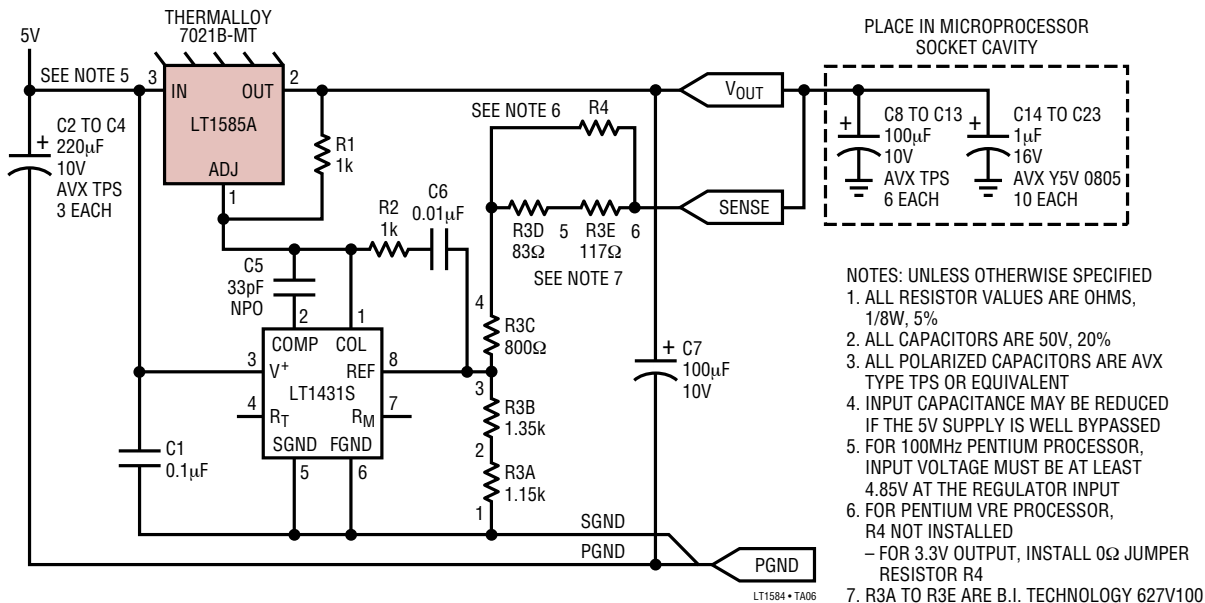 THERMALLOY
7021B-MT
5V
SEE NOTE 5
3
IN
OUT
2
LT1585A
ADJ
1
+
C2 TO C4
220µF
10V
AVX TPS
3 EACH
R1
1k
SEE NOTE 6
R4
VOUT
SENSE
PLACE IN MICROPROCESSOR
SOCKET CAVITY
+
C8 TO C13
100µF
10V
AVX TPS
6 EACH
+
C14 TO C23
1µF
16V
AVX Y5V 0805
10 EACH
R2
1k
C6
0.01µF
R3D
83Ω
5
R3E
117Ω
6
SEE NOTE 7
C5
33pF
NPO
2
1
COMP
COL
3
V+
REF
8
LT1431S
4
RT
RM
7
SGND
FGND
5
6
C1
0.1µF
4
R3C
800Ω
3
R3B
1.35k
2
R3A
1.15k
1
+
C7
100µF
10V
SGND
PGND
PGND
LT1584 • TA06
NOTES: UNLESS OTHERWISE SPECIFIED
1. ALL RESISTOR VALUES ARE OHMS,
1/8W, 5%
2. ALL CAPACITORS ARE 50V, 20%
3. ALL POLARIZED CAPACITORS ARE AVX
TYPE TPS OR EQUIVALENT
4. INPUT CAPACITANCE MAY BE REDUCED
IF THE 5V SUPPLY IS WELL BYPASSED
5. FOR 100MHz PENTIUM PROCESSOR,
INPUT VOLTAGE MUST BE AT LEAST
4.85V AT THE REGULATOR INPUT
6. FOR PENTIUM VRE PROCESSOR,
R4 NOT INSTALLED
– FOR 3.3V OUTPUT, INSTALL 0Ω JUMPER
RESISTOR R4
7. R3A TO R3E ARE B.I. TECHNOLOGY 627V100